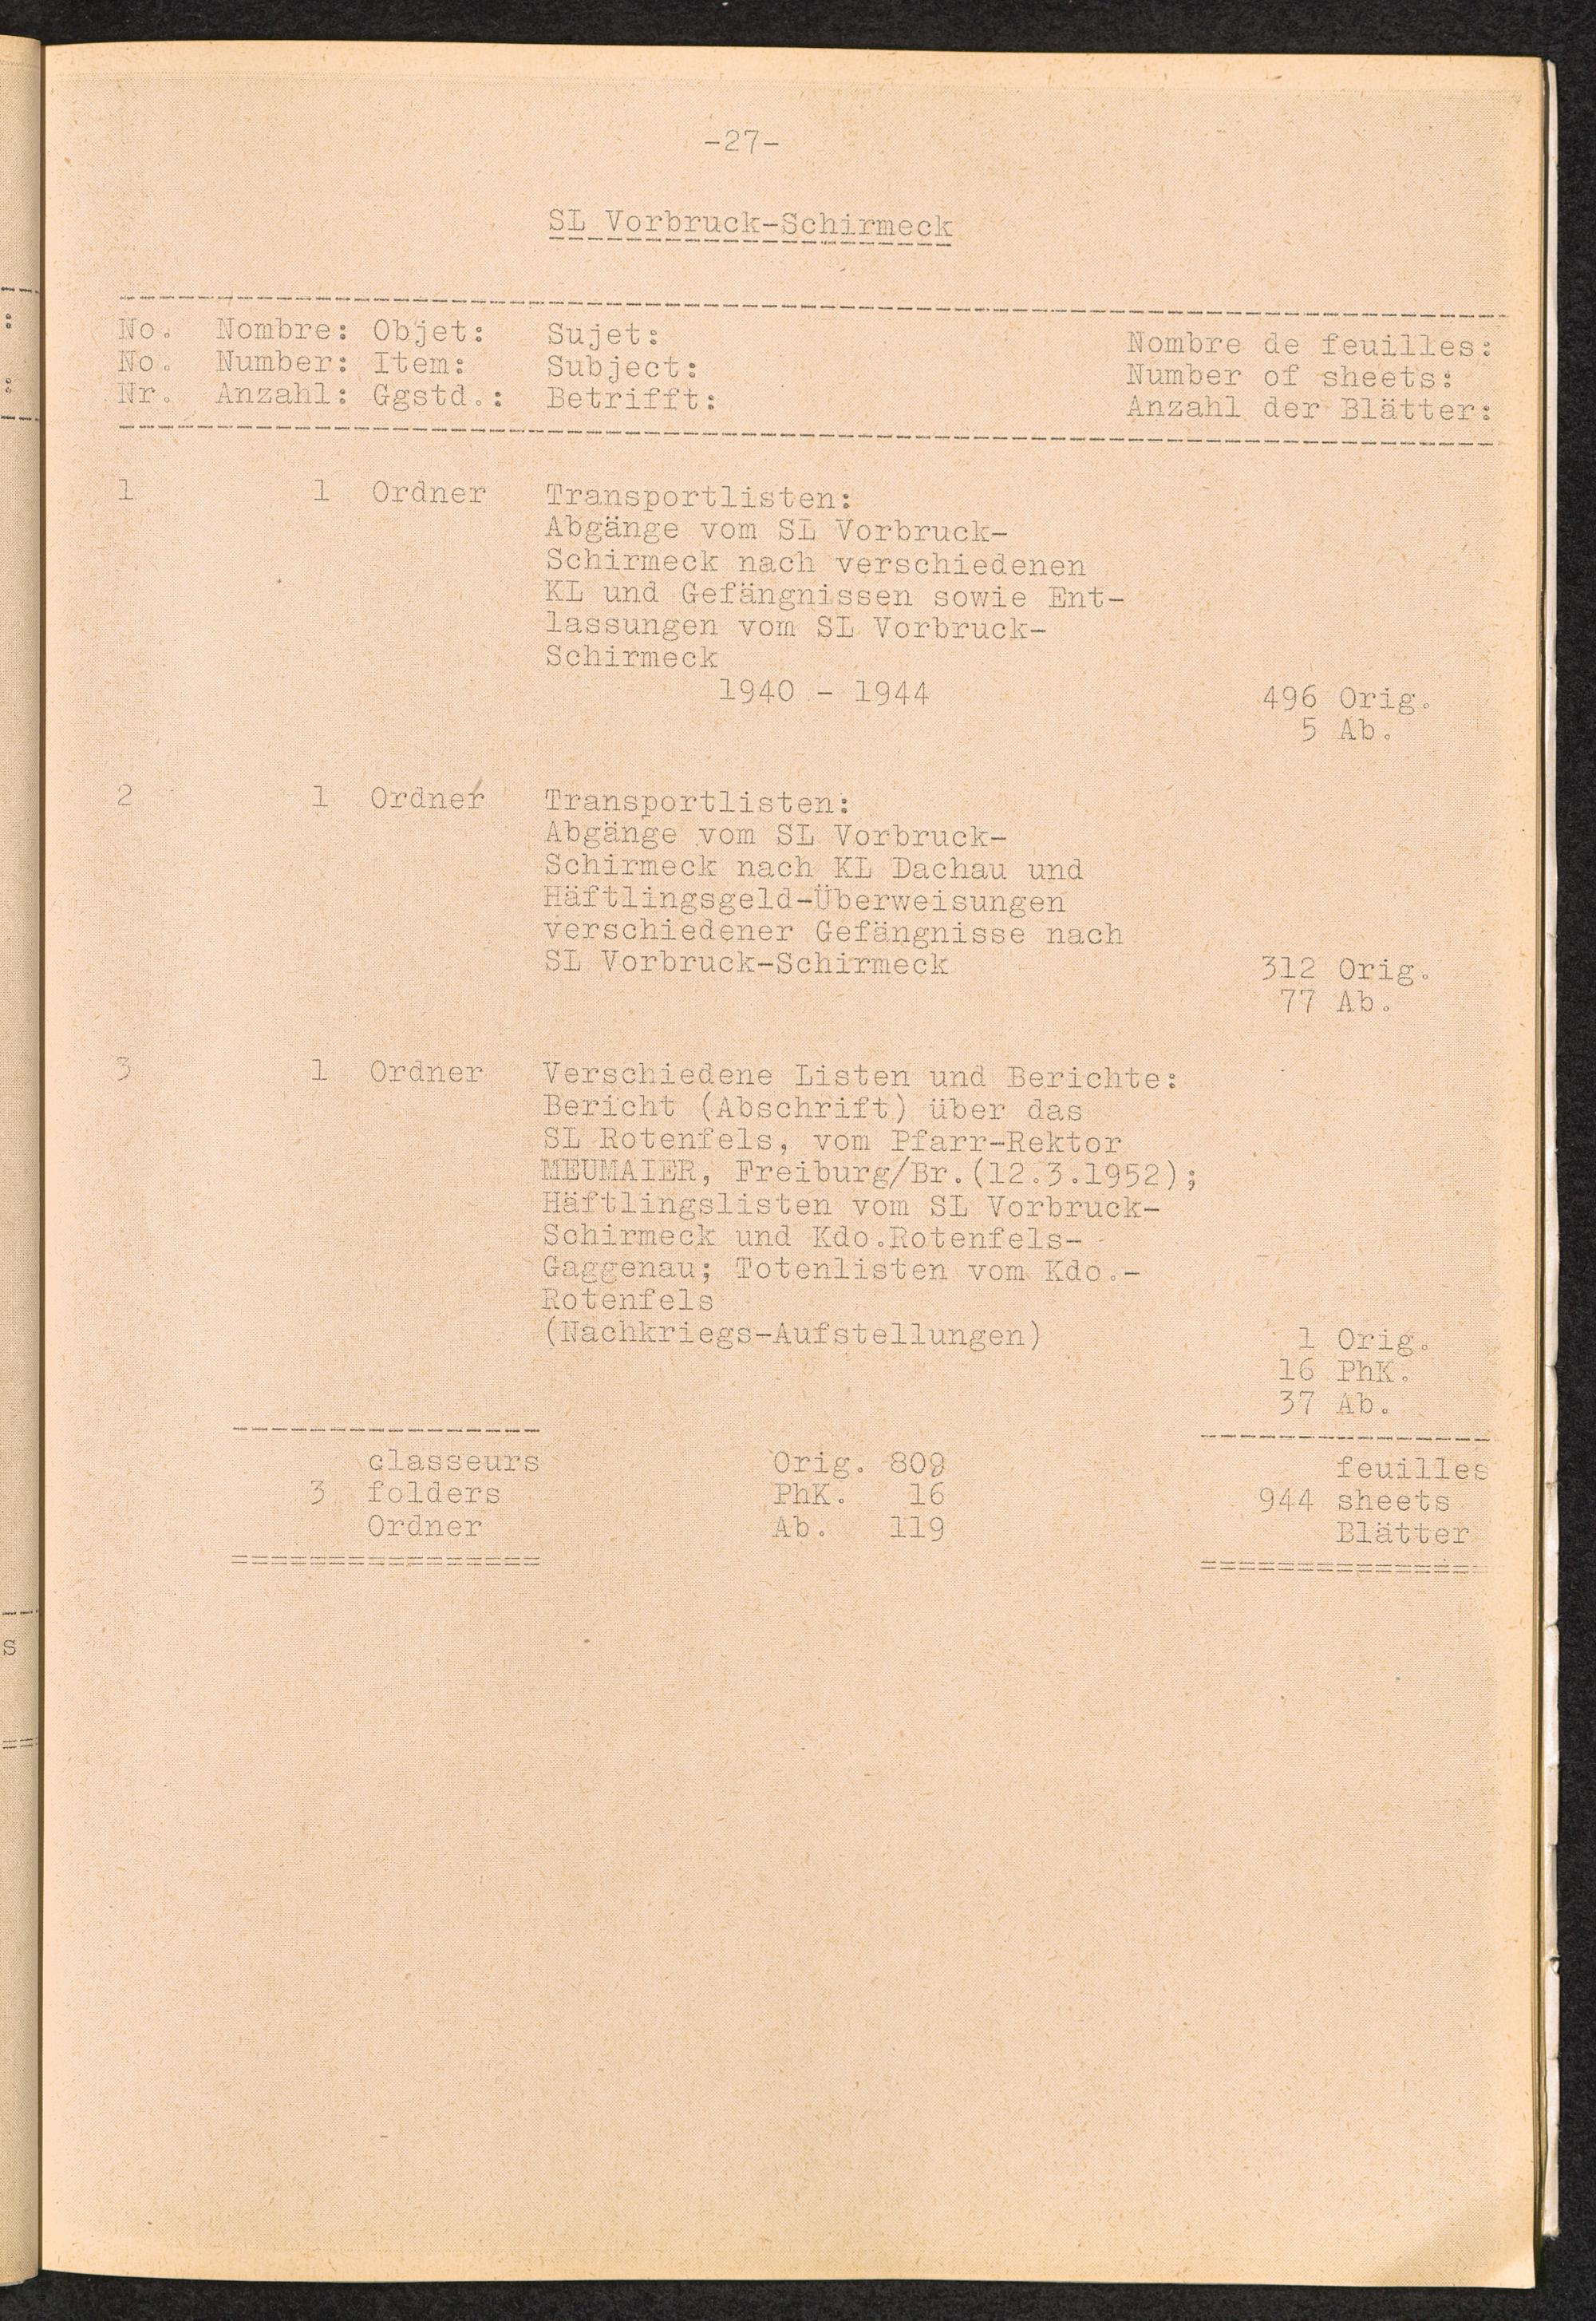 -27-
SL Vorbruck-Schirmeck
No. Nombre: Objet: Sujet: Nombre de feuilles:
No. Number: Item: Subject: Number of sheets:
Nr. Anzahl: Ggstd.: Betrifft: Anzahl der Blätter:
1 1 Ordner Transportlisten:
Abgänge vom SL Vorbruck-
Schirmeck nach verschiedenen
KL und Gefängnissen sowie Ent-
lassungen vom SL Vorbruck-
Schirmeck
1940 - 1944 496 Orig.
5 Ab.
2 1 Ordner Transportlisten:
Abgänge vom SL Vorbruck-
Schirmeck nach KL Dachau und
Häftlingsgeld-Überweisungen
verschiedener Gefängnisse nach
SL Vorbruck-Schirmeck 312 Orig.
77 Ab.
3 1 Ordner Verschiedene Listen und Berichte:
Bericht (Abschrift) über das
SL Rotenfels, vom Pfarr-Rektor
MEUMAIER, Freiburg/Br.(12.3.1952);
Häftlingslisten vom SL Vorbruck-
Schirmeck und Kdo.Rotenfels-
Gaggenau; Totenlisten vom Kdo.-
Rotenfels
(Nachkriegs-Aufstellungen) 1 Orig.
16 PhK.
37 Ab.
classeurs Orig. 809 feuilles
3 folders PhK. 16 944 sheets
Ordner Ab. 119 Blätter
s